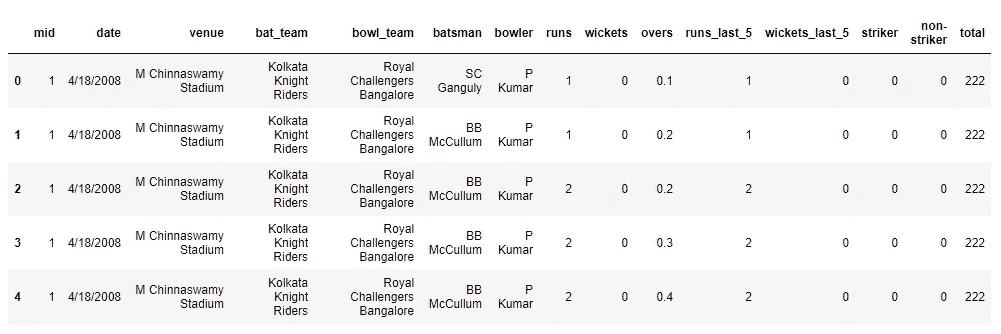 mid date venue bat_team bowl_team batsman bowler runs wickets overs runs_last_5 wickets_last_5 striker non-striker total
0 1 4/18/2008 M Chinnaswamy Stadium Kolkata Knight Riders Royal Challengers Bangalore SC Ganguly P Kumar 1 0 0.1 1 0 0 0 222
1 1 4/18/2008 M Chinnaswamy Stadium Kolkata Knight Riders Royal Challengers Bangalore BB McCullum P Kumar 1 0 0.2 1 0 0 0 222
2 1 4/18/2008 M Chinnaswamy Stadium Kolkata Knight Riders Royal Challengers Bangalore BB McCullum P Kumar 2 0 0.2 2 0 0 0 222
3 1 4/18/2008 M Chinnaswamy Stadium Kolkata Knight Riders Royal Challengers Bangalore BB McCullum P Kumar 2 0 0.3 2 0 0 0 222
4 1 4/18/2008 M Chinnaswamy Stadium Kolkata Knight Riders Royal Challengers Bangalore BB McCullum P Kumar 2 0 0.4 2 0 0 0 222